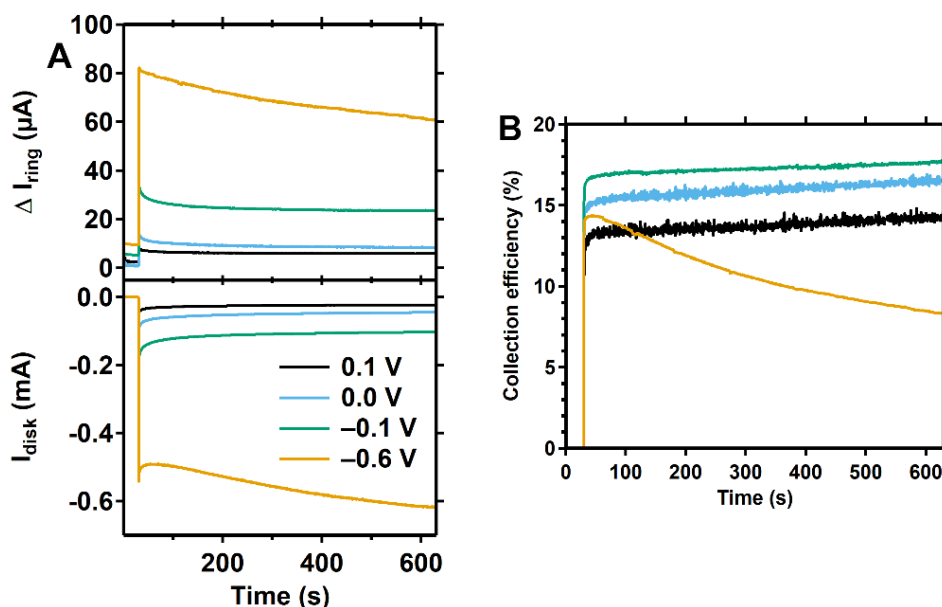 A
Δ I_ring (µA)
100
80
60
40
20
0
I_disk (mA)
0.0
-0.2
-0.4
-0.6
0.1 V
0.0 V
–0.1 V
–0.6 V
200 400 600
Time (s)
B
Collection efficiency (%)
20
15
10
5
0
0 100 200 300 400 500 600
Time (s)